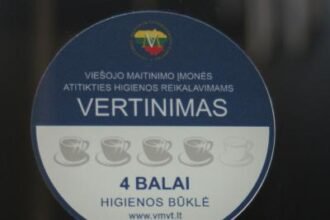 VIEŠOJO MAITINIMO ĮMONĖS
ATITIKTIES HIGIENOS REIKALAVIMAMS
VERTINIMAS
4 BALAI
HIGIENOS BŪKLĖ
www.vmvt.lt